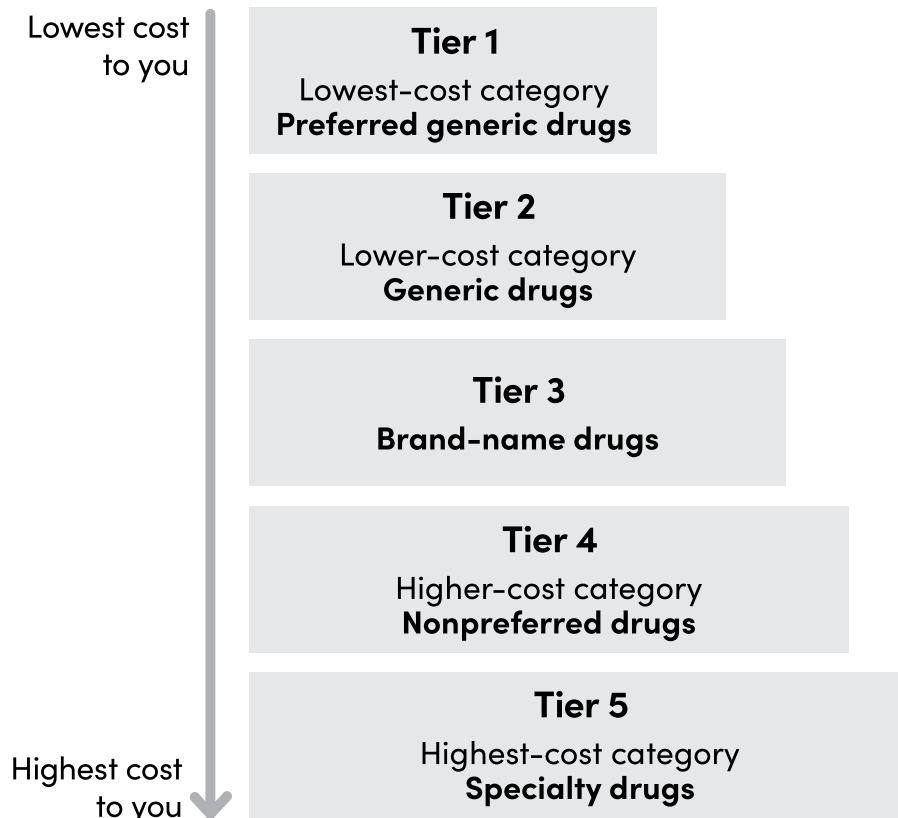 Lowest cost
to you
Tier 1
Lowest-cost category
Preferred generic drugs
Tier 2
Lower-cost category
Generic drugs
Tier 3
Brand-name drugs
Tier 4
Higher-cost category
Nonpreferred drugs
Tier 5
Highest-cost category
Specialty drugs
Highest cost
to you